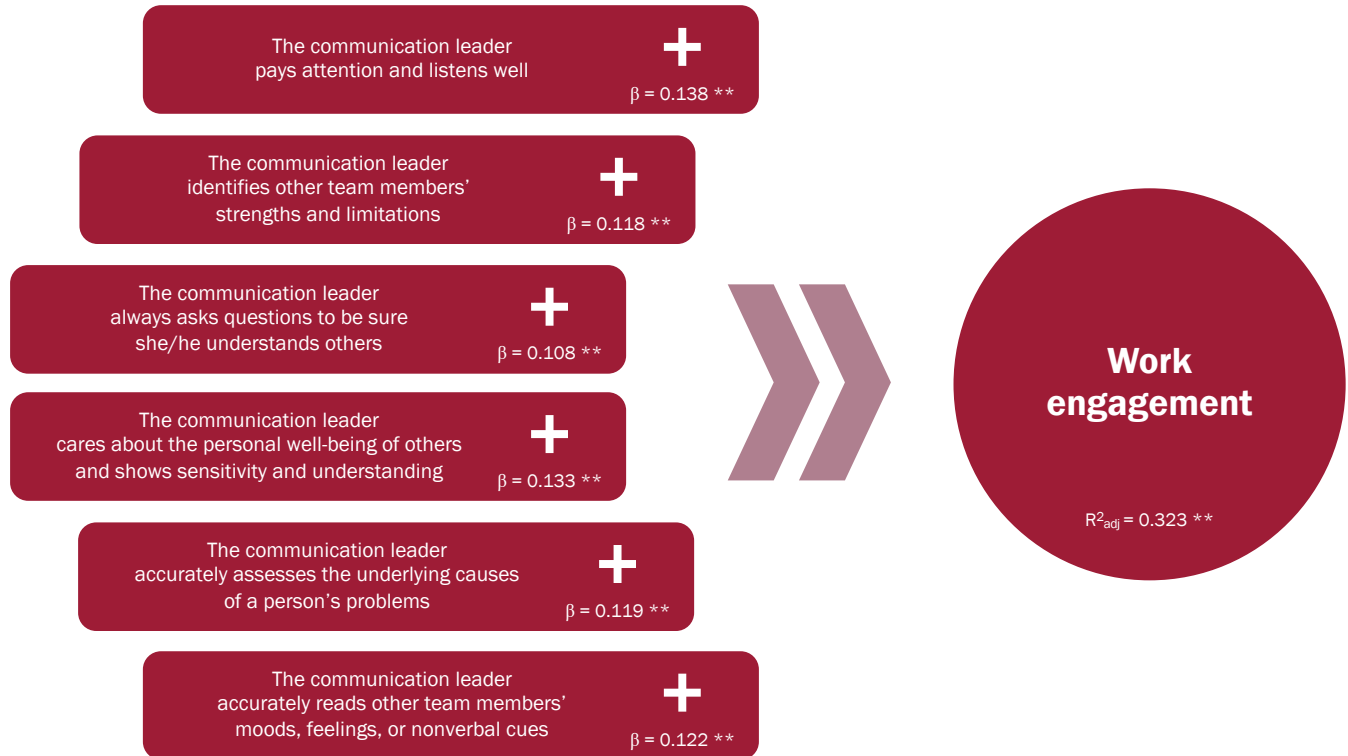 The communication leader
pays attention and listens well
+
β = 0.138 **
The communication leader
identifies other team members’
strengths and limitations
+
β = 0.118 **
The communication leader
always asks questions to be sure
she/he understands others
+
β = 0.108 **
The communication leader
cares about the personal well-being of others
and shows sensitivity and understanding
+
β = 0.133 **
The communication leader
accurately assesses the underlying causes
of a person’s problems
+
β = 0.119 **
The communication leader
accurately reads other team members’
moods, feelings, or nonverbal cues
+
β = 0.122 **
Work
engagement
R²adj = 0.323 **